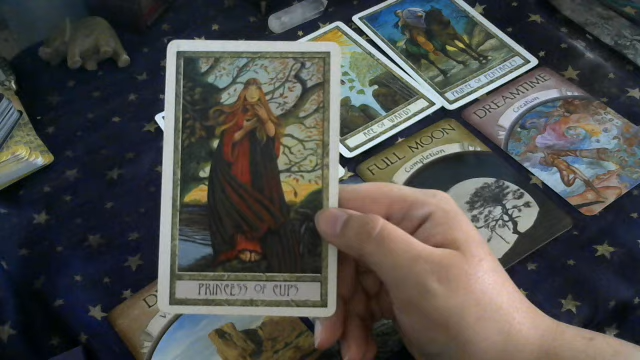 PRINCESS OF CUPS
ACE OF WANDS
PRINCE OF PENTACLES
FULL MOON
Completion
DREAMTIME
Creation